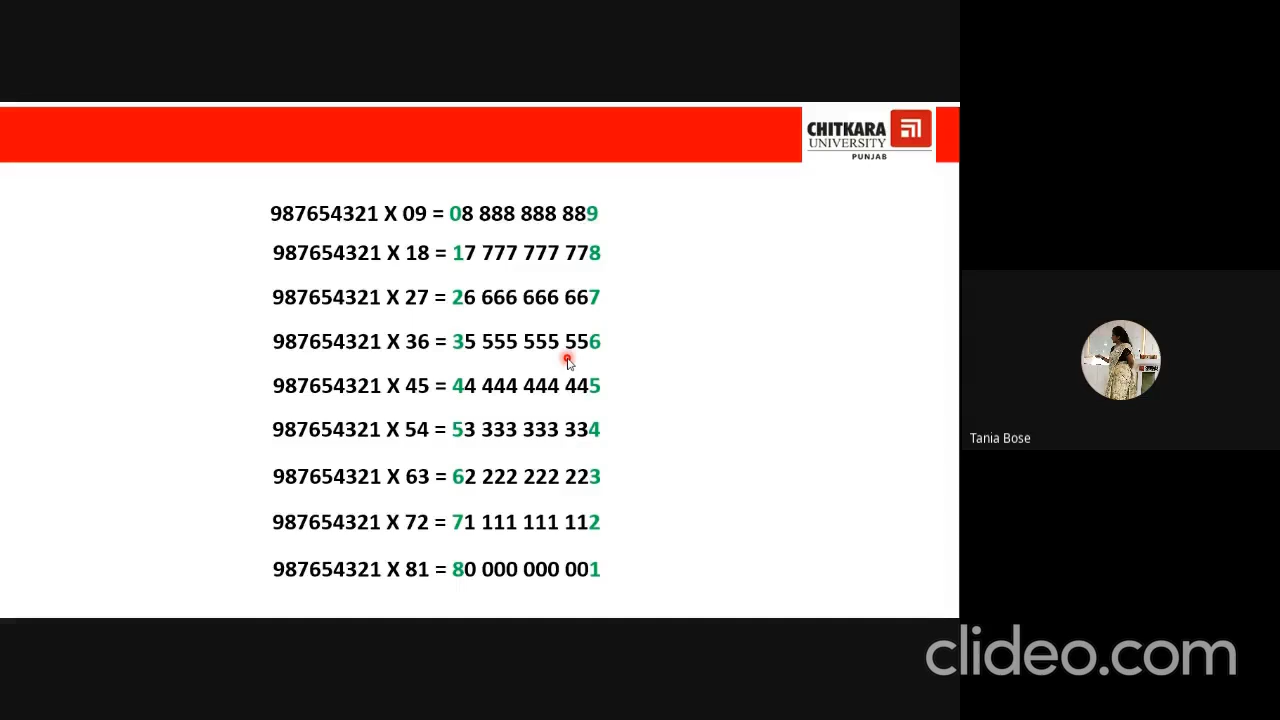 CHITKARA
UNIVERSITY
PUNJAB
987654321 X 09 = 08 888 888 889
987654321 X 18 = 17 777 777 778
987654321 X 27 = 26 666 666 667
987654321 X 36 = 35 555 555 556
987654321 X 45 = 44 444 444 445
987654321 X 54 = 53 333 333 334
987654321 X 63 = 62 222 222 223
987654321 X 72 = 71 111 111 112
987654321 X 81 = 80 000 000 001
Tania Bose
clideo.com